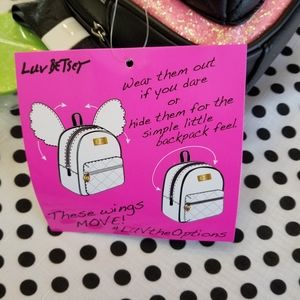 LUV BETSEY
Wear them out
if you dare
or
hide them for the
simple little
backpack feel.
These wings
MOVE!
#LUVtheOptions